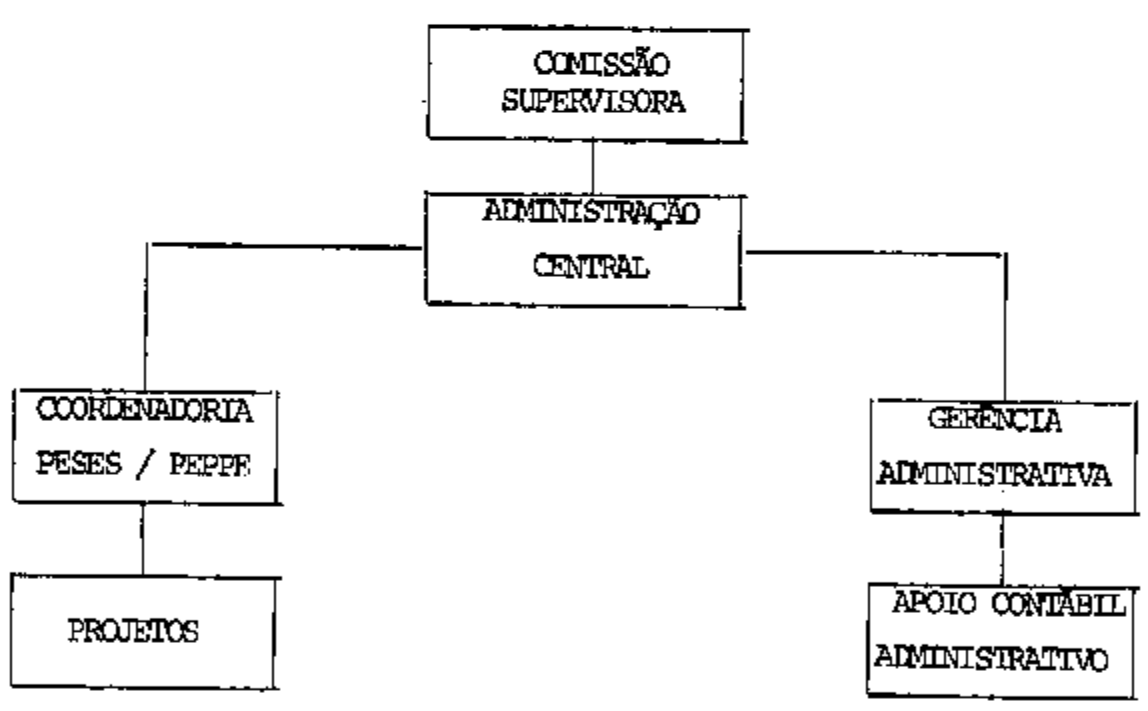 COMISSÃO
SUPERVISORA
ADMINISTRAÇÃO
CENTRAL
COORDENADORIA
PESES / PEPPE
GERÊNCIA
ADMINISTRATIVA
PROJETOS
APOIO CONTÁBIL
ADMINISTRATIVO